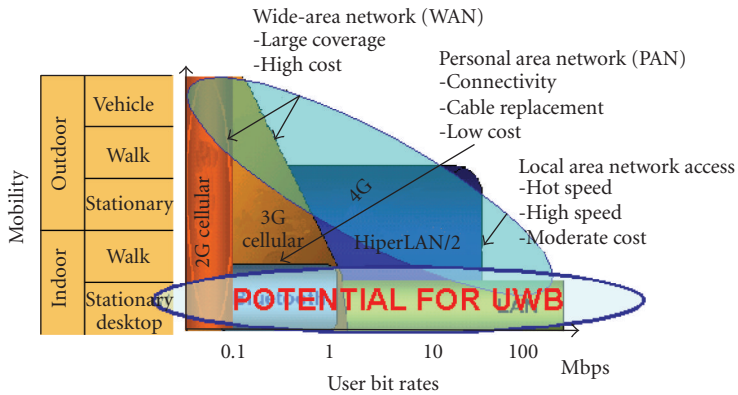 Wide-area network (WAN)
-Large coverage
-High cost
Personal area network (PAN)
-Connectivity
-Cable replacement
-Low cost
Local area network access
-Hot speed
-High speed
-Moderate cost
Mobility
Outdoor
Indoor
Vehicle
Walk
Stationary
Walk
Stationary
desktop
2G cellular
3G
cellular
4G
HiperLAN/2
Bluetooth
LAN
POTENTIAL FOR UWB
0.1
1
10
100
Mbps
User bit rates